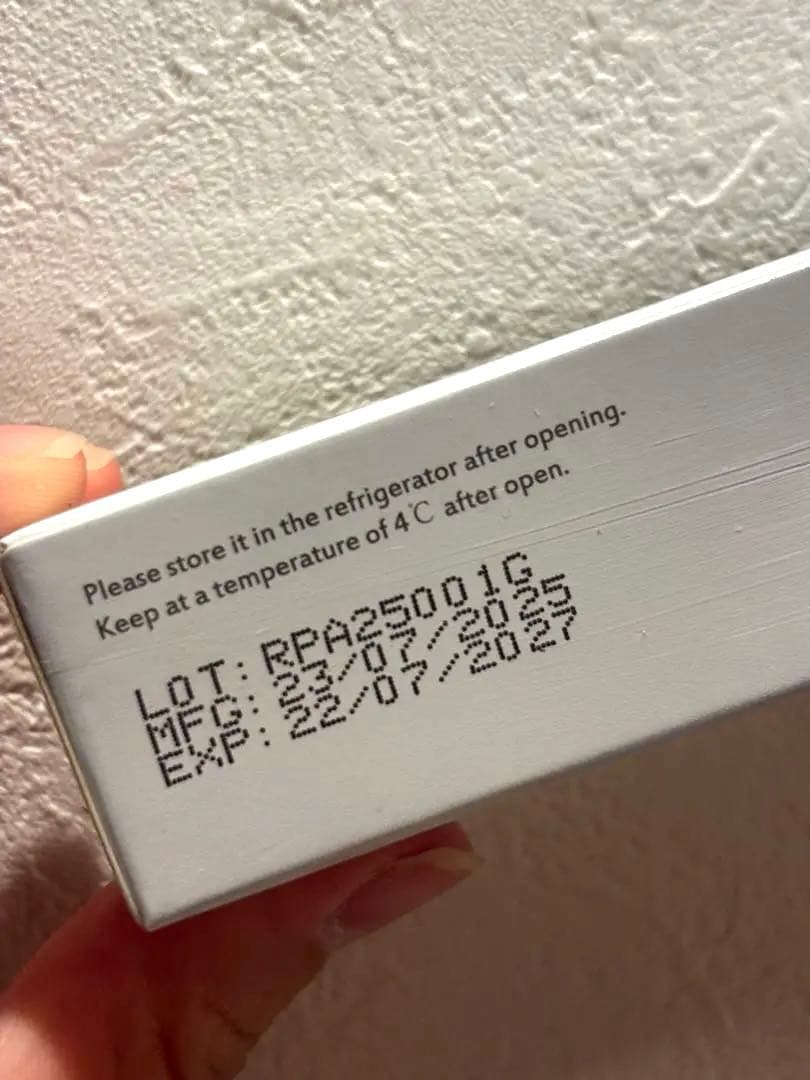 Please store it in the refrigerator after opening.
Keep at a temperature of 4℃ after open.
LOT: RPA25001G
MFG: 23/07/2025
EXP: 22/07/2027